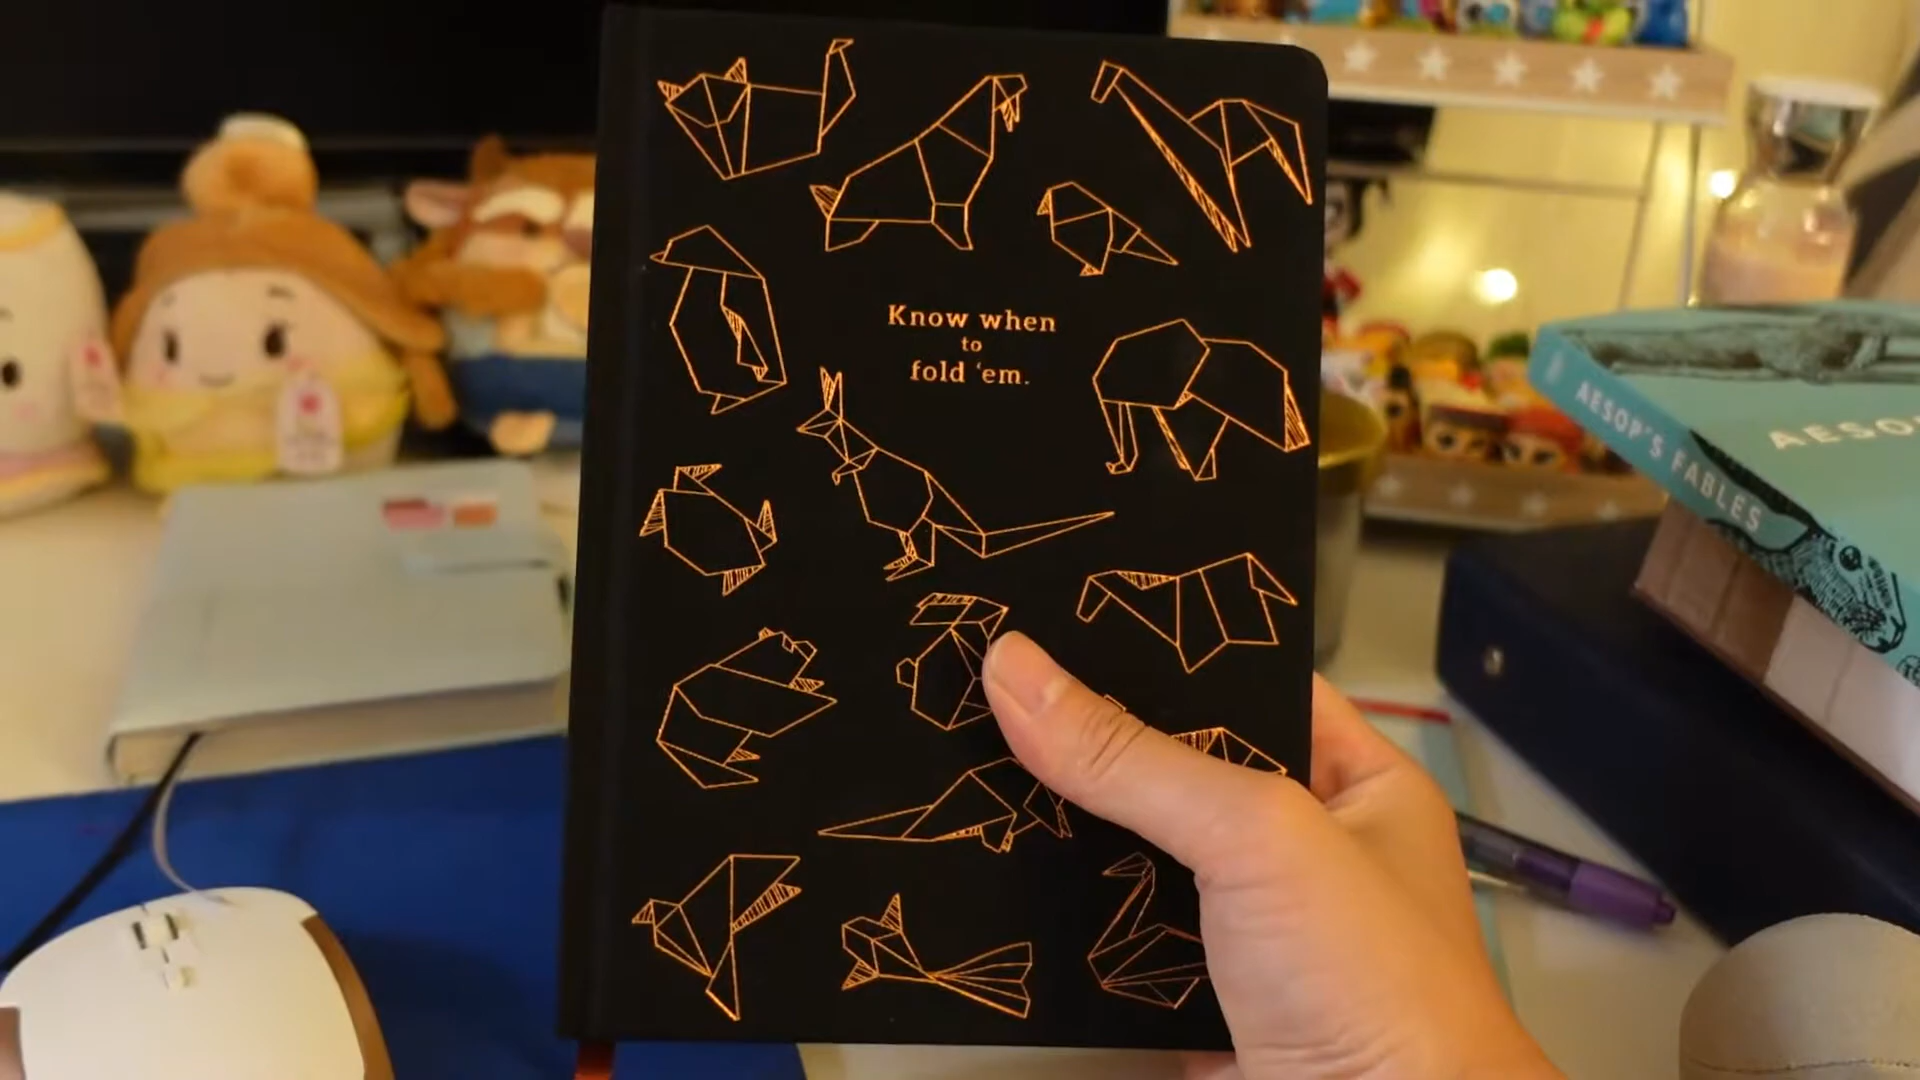 Know when
to
fold ‘em.
AESOP'S FABLES
AESO